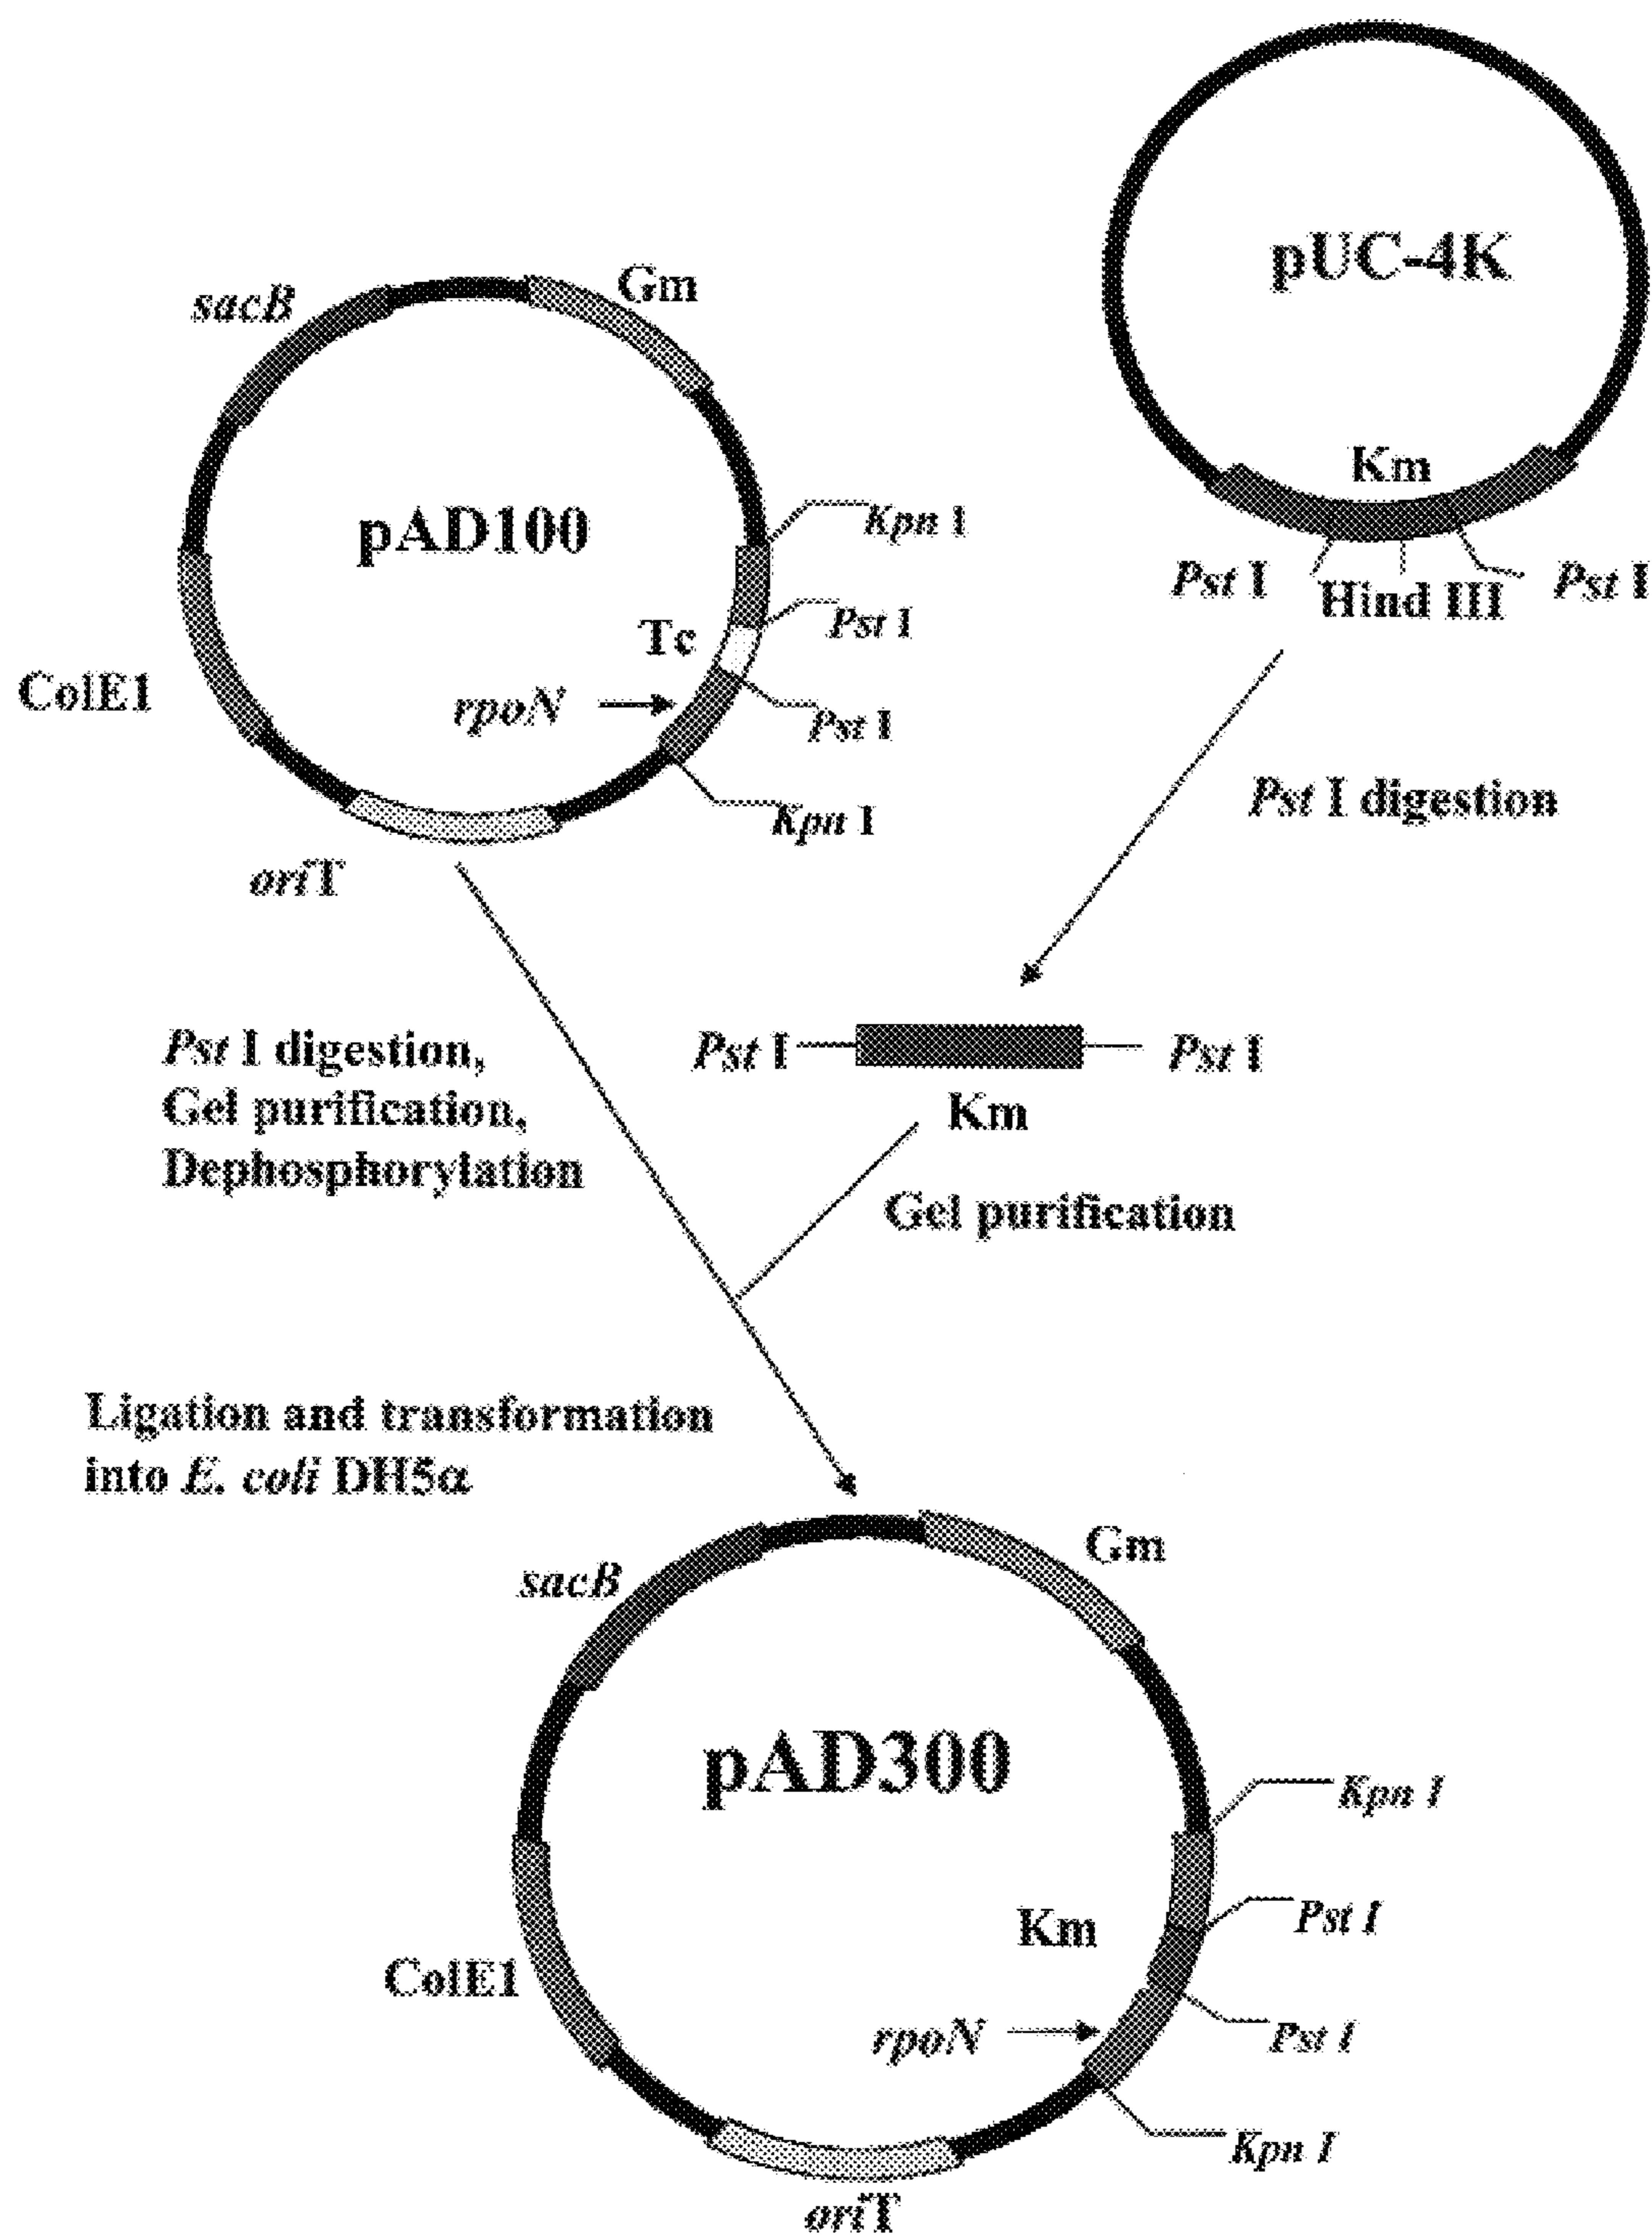 pUC-4K
Km
Pst I
Hind III
Pst I
sacB
Gm
pAD100
Kpn I
Pst I
Tc
rpoN
Pst I
Kpn I
ColE1
oriT
Pst I digestion
Pst I
Pst I
Km
Pst I digestion,
Gel purification,
Dephosphorylation
Gel purification
Ligation and transformation
into E. coli DH5α
sacB
Gm
pAD300
Kpn I
Pst I
Km
ColE1
rpoN
Pst I
Kpn I
oriT